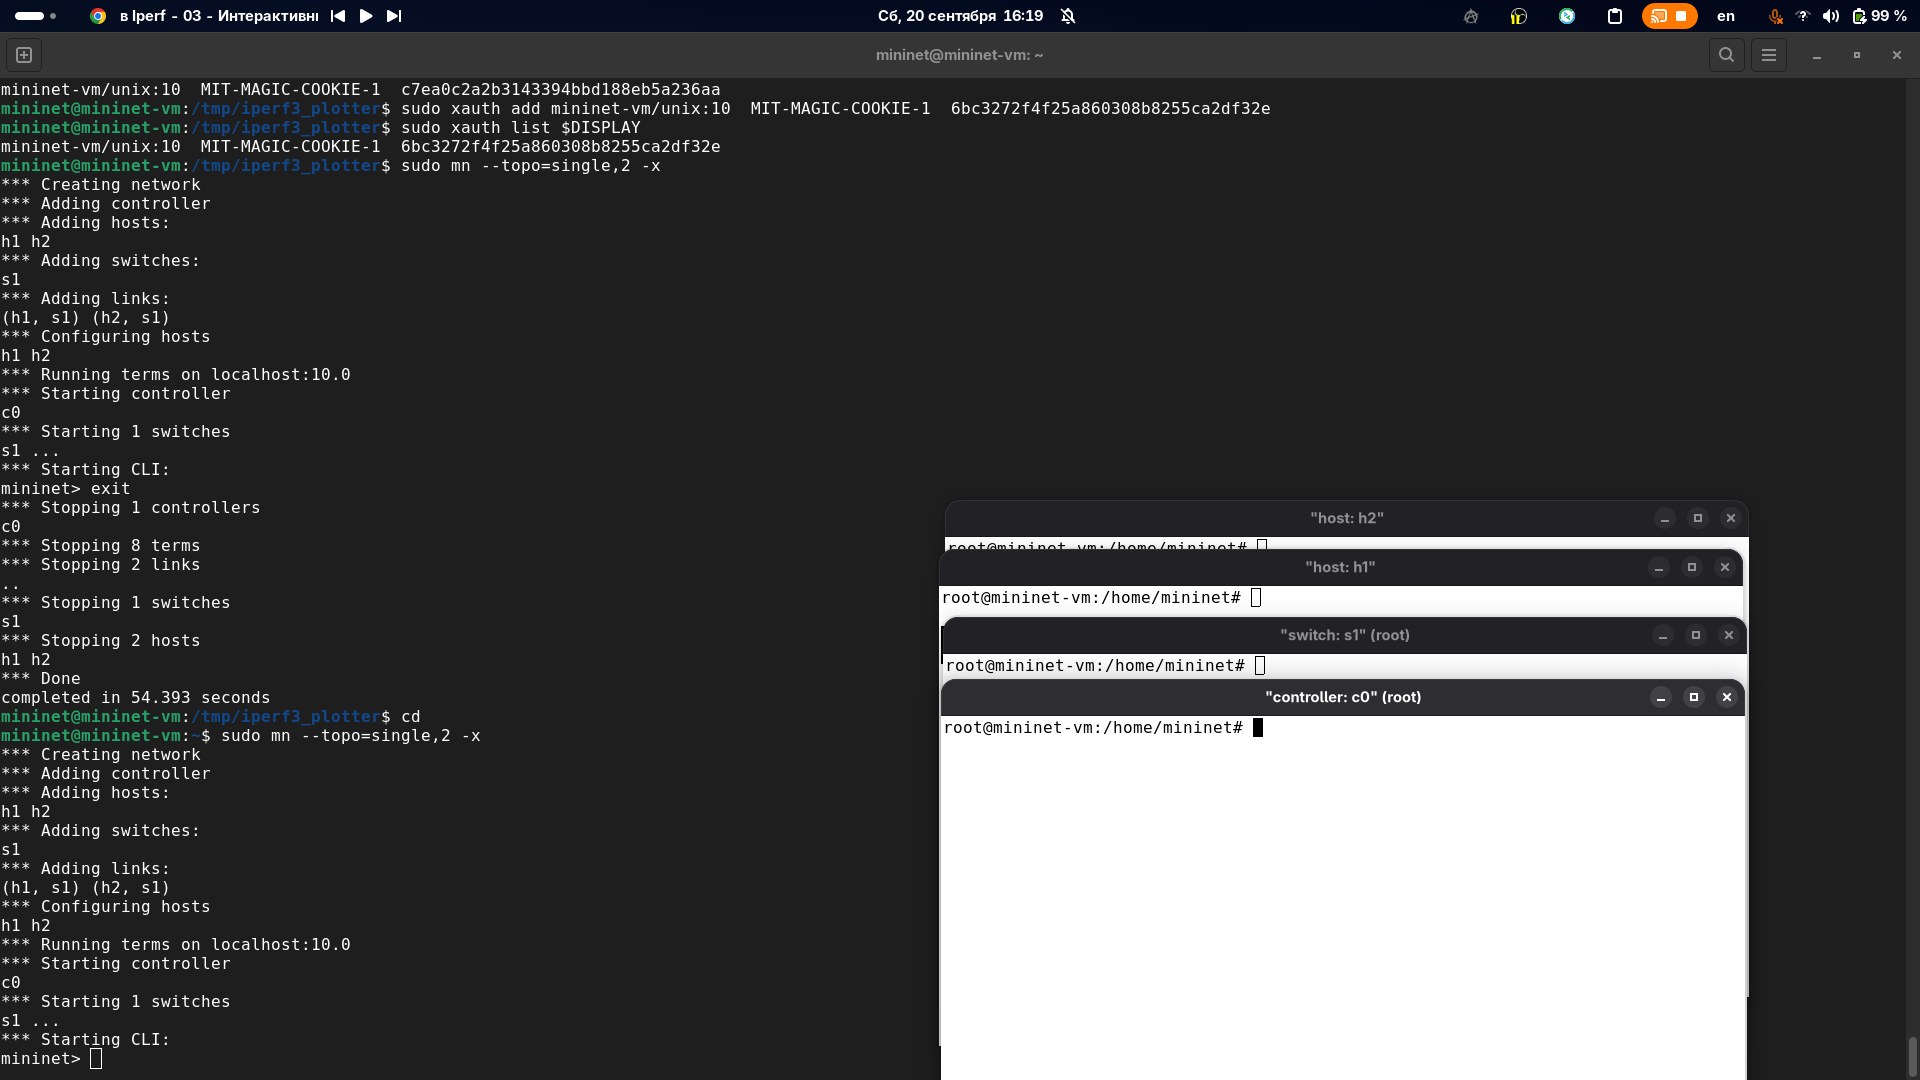 в Iperf - 03 - Интерактивн
Сб, 20 сентября 16:19
en
99 %
mininet@mininet-vm: ~
mininet-vm/unix:10  MIT-MAGIC-COOKIE-1  c7ea0c2a2b3143394bbd188eb5a236aa
mininet@mininet-vm:/tmp/iperf3_plotter$ sudo xauth add mininet-vm/unix:10  MIT-MAGIC-COOKIE-1  6bc3272f4f25a860308b8255ca2df32e
mininet@mininet-vm:/tmp/iperf3_plotter$ sudo xauth list $DISPLAY
mininet-vm/unix:10  MIT-MAGIC-COOKIE-1  6bc3272f4f25a860308b8255ca2df32e
mininet@mininet-vm:/tmp/iperf3_plotter$ sudo mn --topo=single,2 -x
*** Creating network
*** Adding controller
*** Adding hosts:
h1 h2
*** Adding switches:
s1
*** Adding links:
(h1, s1) (h2, s1)
*** Configuring hosts
h1 h2
*** Running terms on localhost:10.0
*** Starting controller
c0
*** Starting 1 switches
s1 ...
*** Starting CLI:
mininet> exit
*** Stopping 1 controllers
c0
*** Stopping 8 terms
*** Stopping 2 links
..
*** Stopping 1 switches
s1
*** Stopping 2 hosts
h1 h2
*** Done
completed in 54.393 seconds
mininet@mininet-vm:/tmp/iperf3_plotter$ cd
mininet@mininet-vm:~$ sudo mn --topo=single,2 -x
*** Creating network
*** Adding controller
*** Adding hosts:
h1 h2
*** Adding switches:
s1
*** Adding links:
(h1, s1) (h2, s1)
*** Configuring hosts
h1 h2
*** Running terms on localhost:10.0
*** Starting controller
c0
*** Starting 1 switches
s1 ...
*** Starting CLI:
mininet>
"host: h2"
root@mininet-vm:/home/mininet#
"host: h1"
root@mininet-vm:/home/mininet#
"switch: s1" (root)
root@mininet-vm:/home/mininet#
"controller: c0" (root)
root@mininet-vm:/home/mininet#